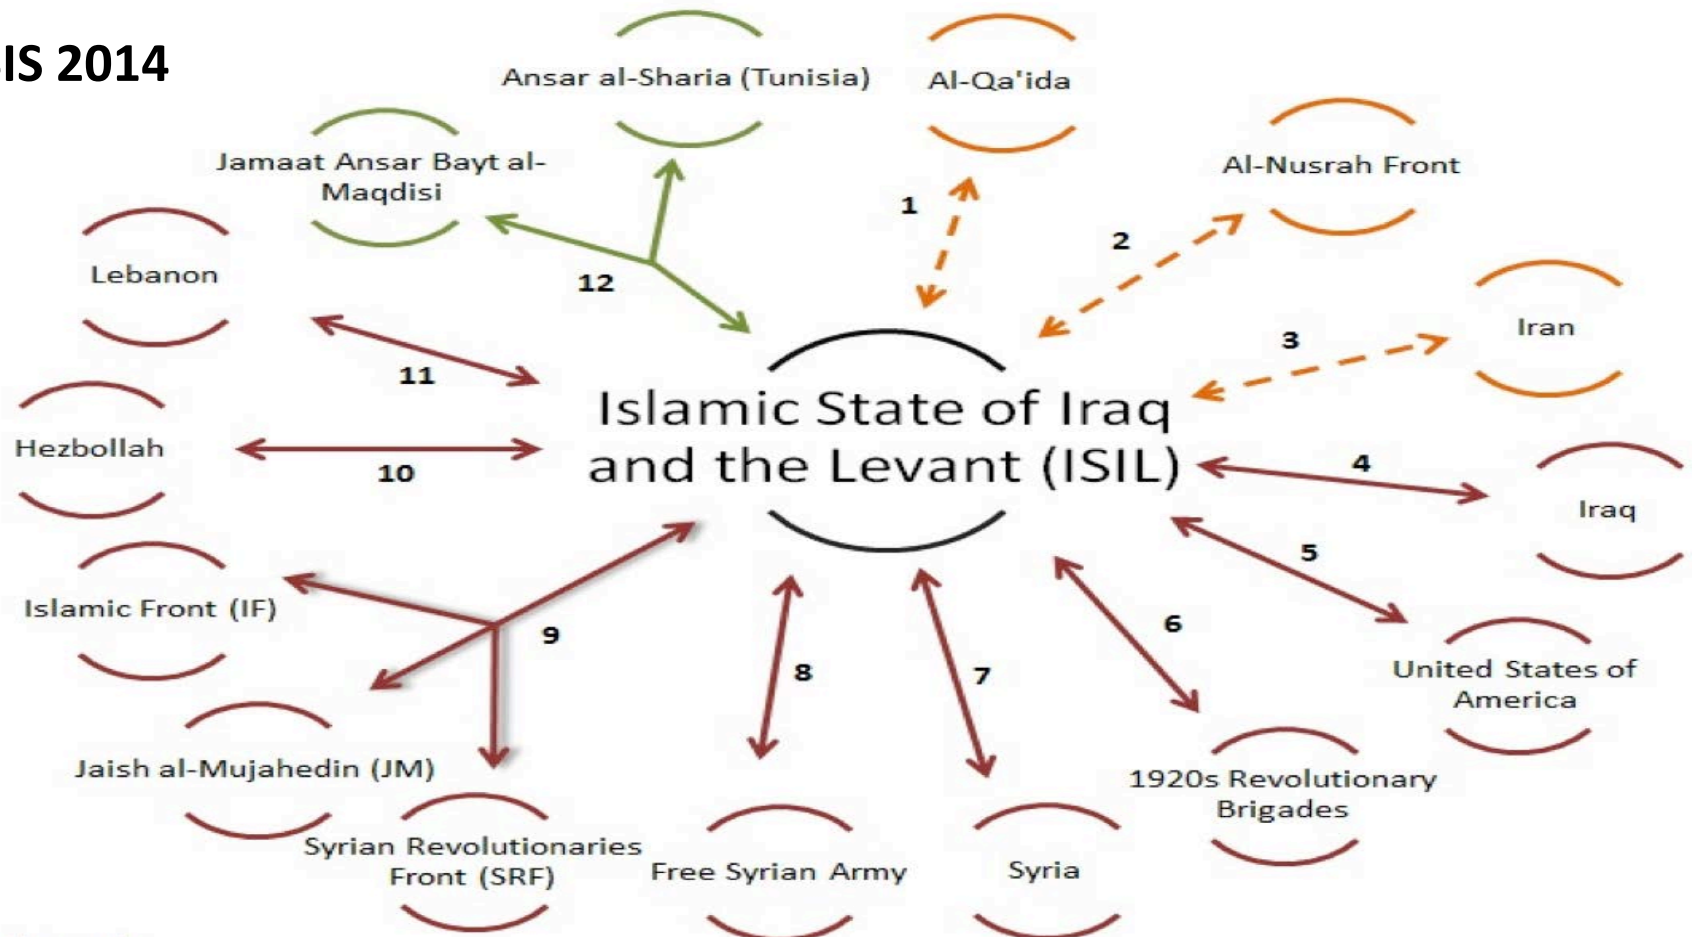 IS 2014
Ansar al-Sharia (Tunisia)
Al-Qa'ida
Jamaat Ansar Bayt al-
Maqdisi
Al-Nusrah Front
1
2
Lebanon
12
Iran
3
11
Islamic State of Iraq
and the Levant (ISIL)
Hezbollah
10
4
Iraq
5
Islamic Front (IF)
9
6
8
7
United States of
America
Jaish al-Mujahedin (JM)
1920s Revolutionary
Brigades
Syrian Revolutionaries
Front (SRF)
Free Syrian Army
Syria